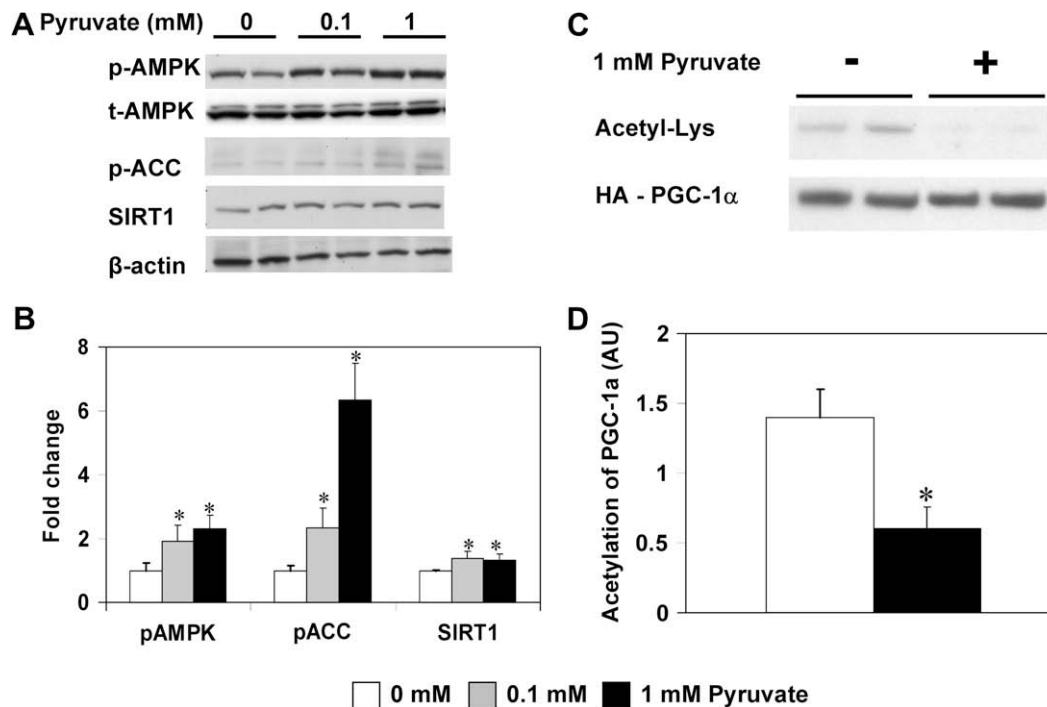 A
Pyruvate (mM) 0 0.1 1
p-AMPK
t-AMPK
p-ACC
SIRT1
β-actin
B
Fold change
8
6
4
2
0
* * * * * *
pAMPK pACC SIRT1
C
1 mM Pyruvate - +
Acetyl-Lys
HA - PGC-1α
D
Acetylation of PGC-1a (AU)
2
1.5
1
0.5
0
*
0 mM 0.1 mM 1 mM Pyruvate